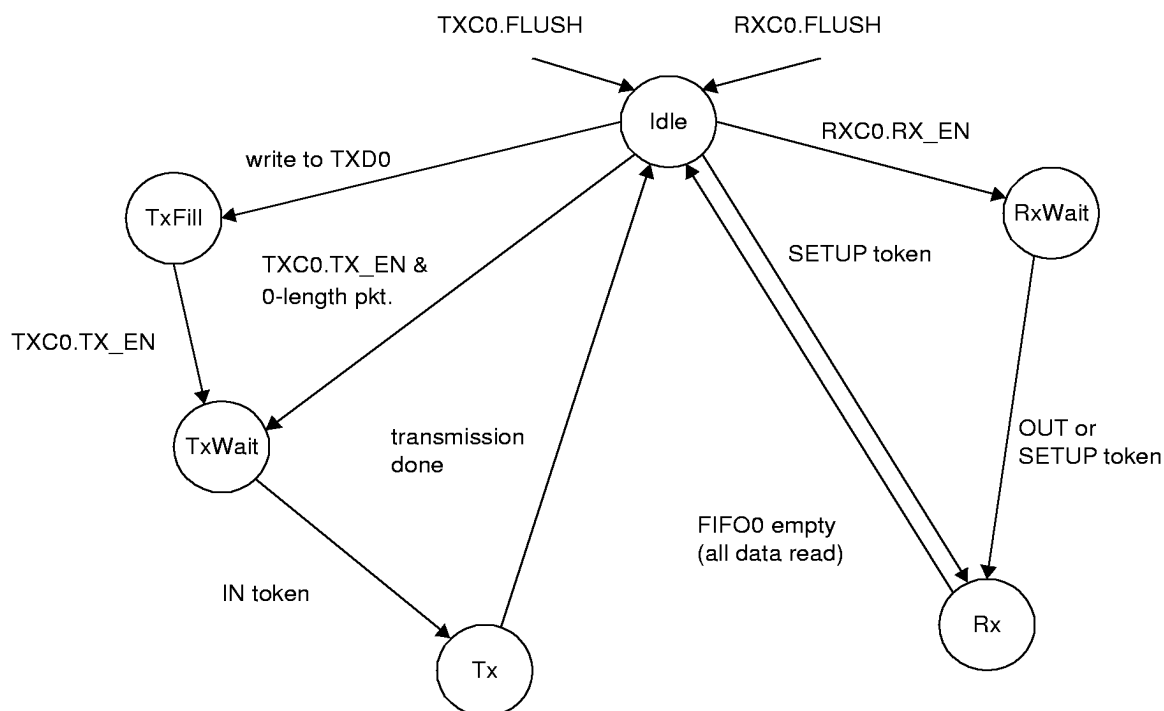 TXC0.FLUSH
RXC0.FLUSH
Idle
RXC0.RX_EN
write to TXD0
TxFill
RxWait
SETUP token
TXC0.TX_EN &
0-length pkt.
TXC0.TX_EN
TxWait
transmission
done
OUT or
SETUP token
FIFO0 empty
(all data read)
IN token
Rx
Tx